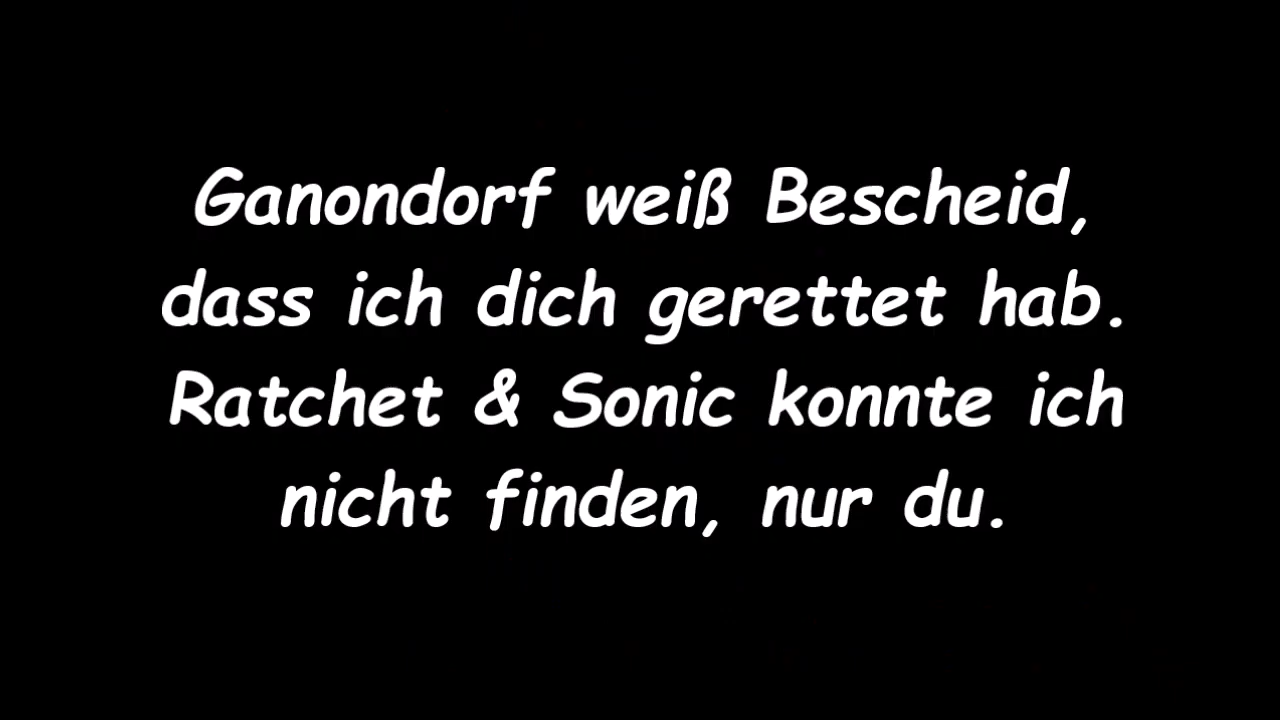 Ganondorf weiß Bescheid,
dass ich dich gerettet hab.
Ratchet & Sonic konnte ich
nicht finden, nur du.